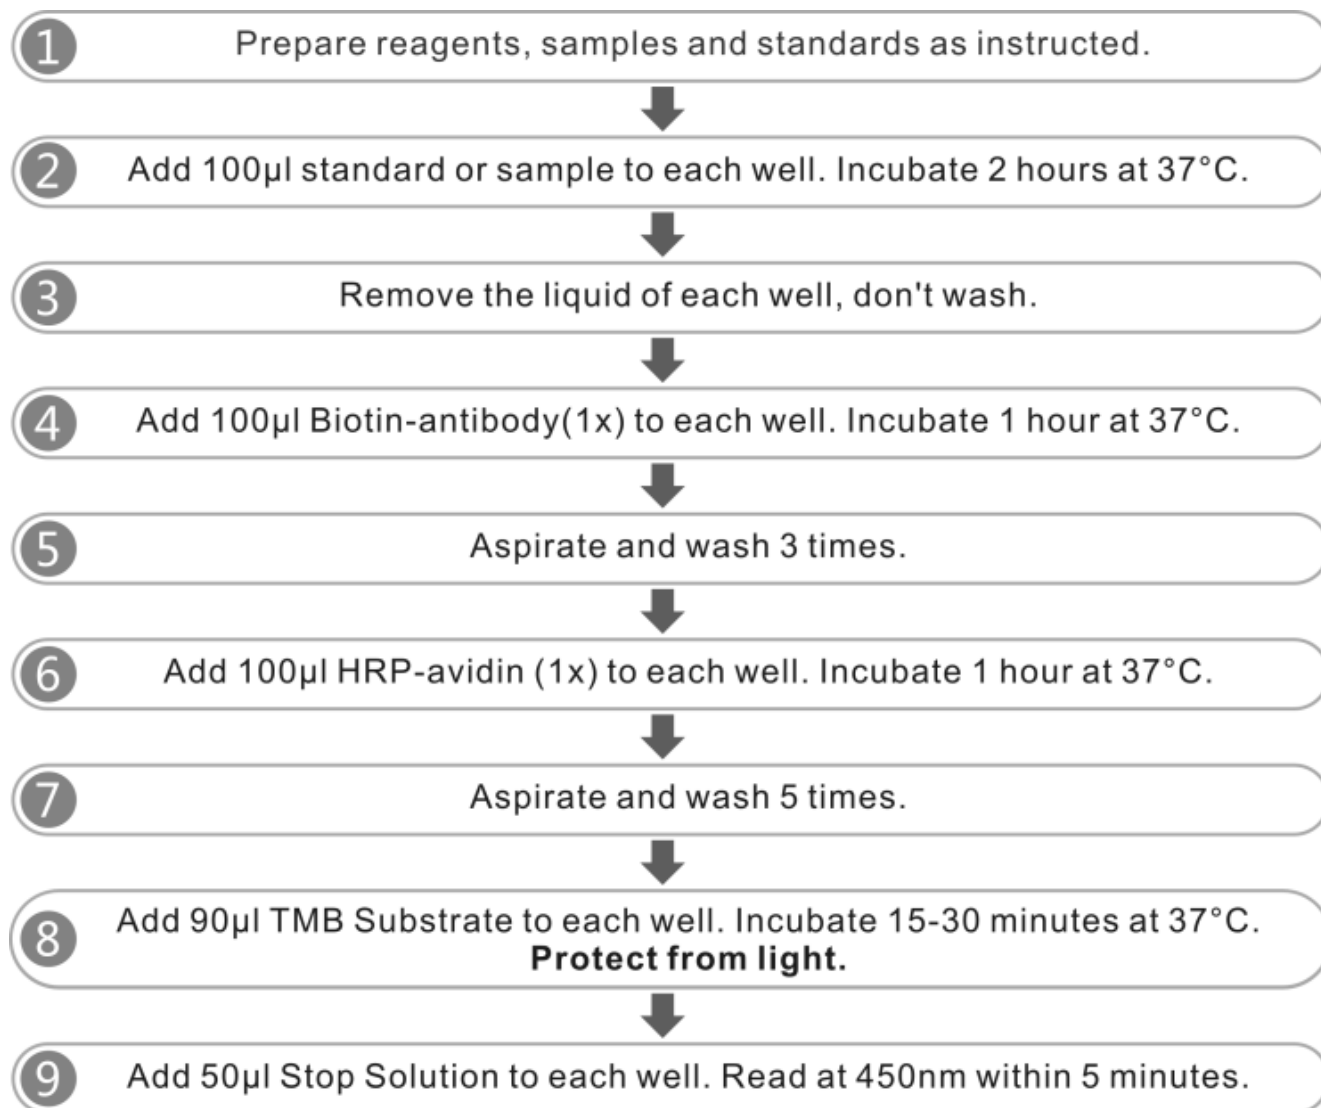 1 Prepare reagents, samples and standards as instructed.
2 Add 100µl standard or sample to each well. Incubate 2 hours at 37°C.
3 Remove the liquid of each well, don't wash.
4 Add 100µl Biotin-antibody(1x) to each well. Incubate 1 hour at 37°C.
5 Aspirate and wash 3 times.
6 Add 100µl HRP-avidin (1x) to each well. Incubate 1 hour at 37°C.
7 Aspirate and wash 5 times.
8 Add 90µl TMB Substrate to each well. Incubate 15-30 minutes at 37°C.
Protect from light.
9 Add 50µl Stop Solution to each well. Read at 450nm within 5 minutes.